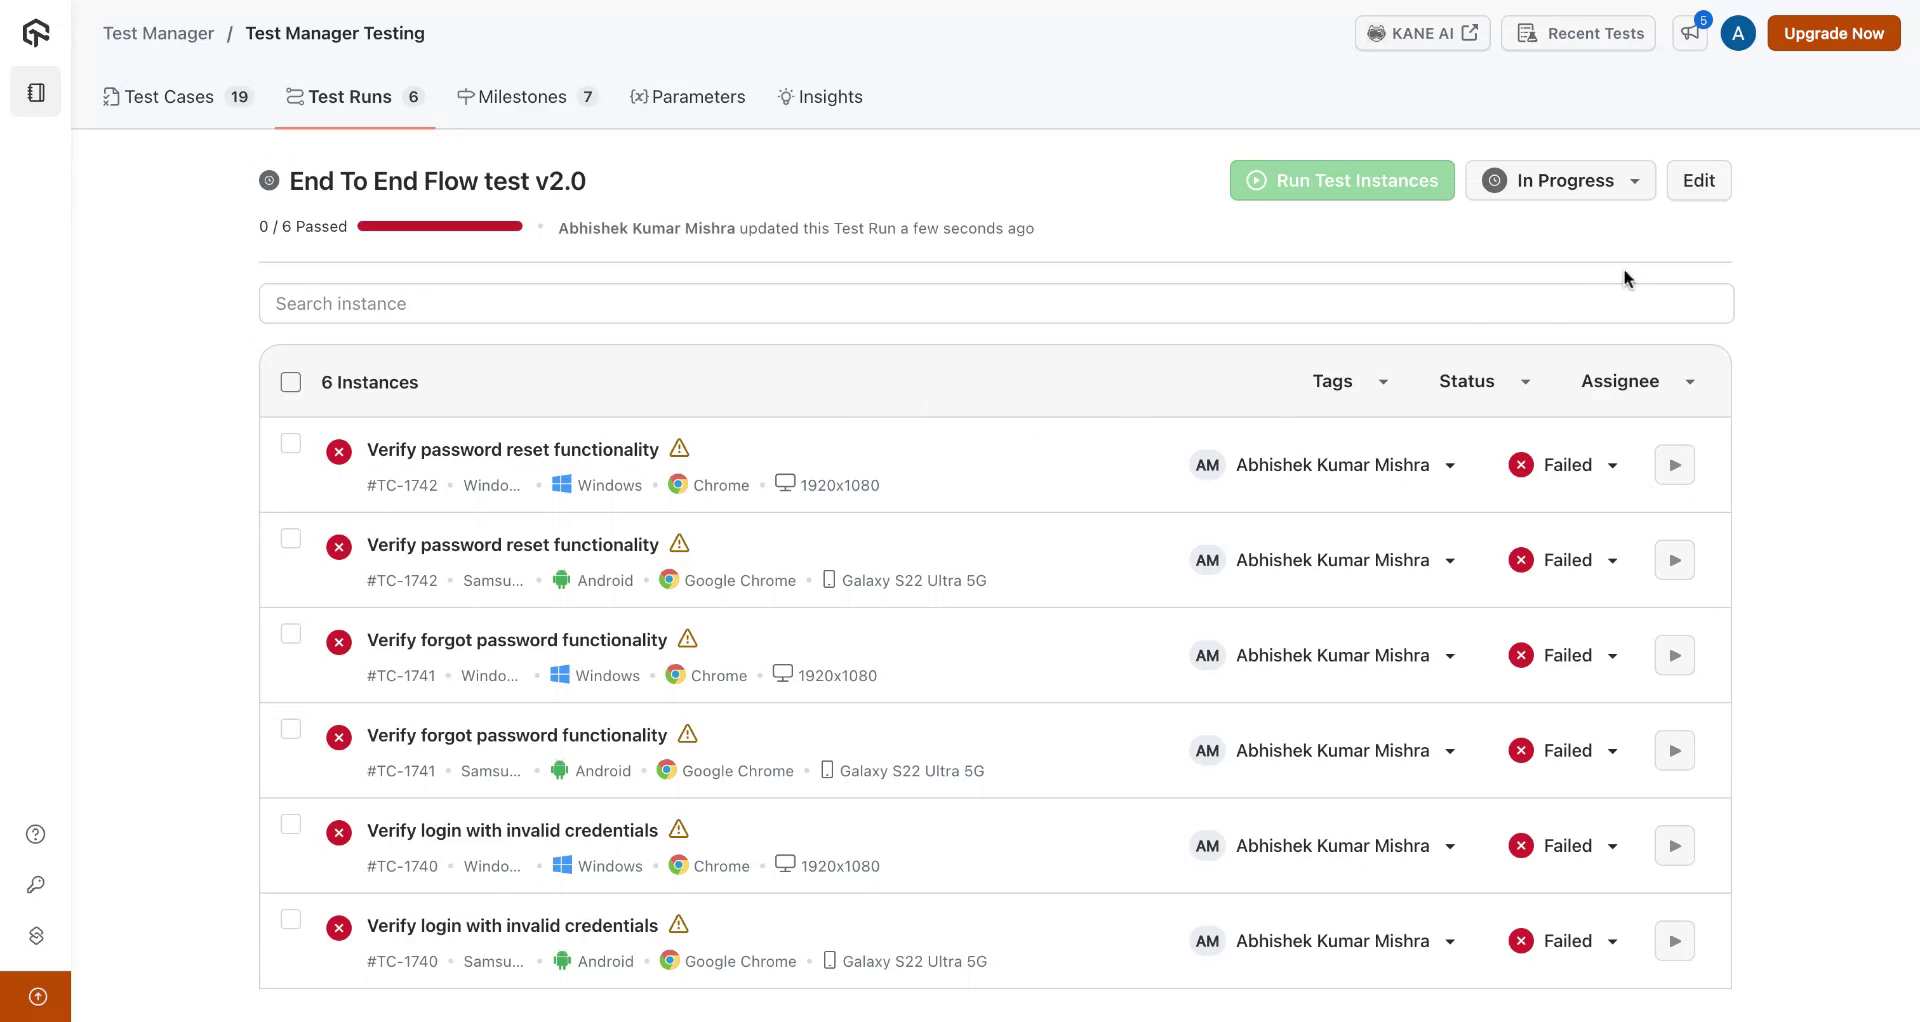 Test Manager / Test Manager Testing
KANE AI
Recent Tests
5
A
Upgrade Now
Test Cases 19
Test Runs 6
Milestones 7
{x} Parameters
Insights
End To End Flow test v2.0
Run Test Instances
In Progress
Edit
0 / 6 Passed
Abhishek Kumar Mishra updated this Test Run a few seconds ago
Search instance
6 Instances
Tags
Status
Assignee
Verify password reset functionality
#TC-1742 Windo... Windows Chrome 1920x1080
AM Abhishek Kumar Mishra
Failed
Verify password reset functionality
#TC-1742 Samsu... Android Google Chrome Galaxy S22 Ultra 5G
AM Abhishek Kumar Mishra
Failed
Verify forgot password functionality
#TC-1741 Windo... Windows Chrome 1920x1080
AM Abhishek Kumar Mishra
Failed
Verify forgot password functionality
#TC-1741 Samsu... Android Google Chrome Galaxy S22 Ultra 5G
AM Abhishek Kumar Mishra
Failed
Verify login with invalid credentials
#TC-1740 Windo... Windows Chrome 1920x1080
AM Abhishek Kumar Mishra
Failed
Verify login with invalid credentials
#TC-1740 Samsu... Android Google Chrome Galaxy S22 Ultra 5G
AM Abhishek Kumar Mishra
Failed